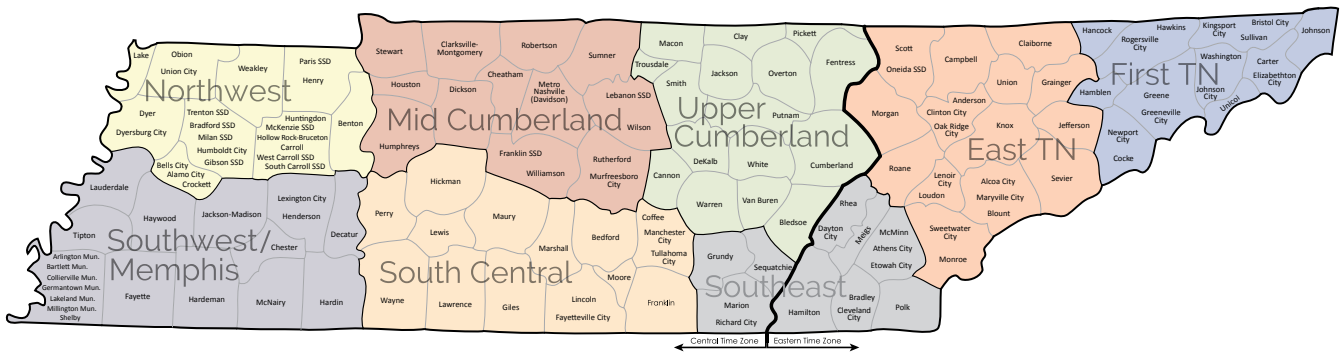 Lake
Obion
Union City
Weakley
Paris SSD
Henry
Northwest
Dyer
Dyersburg City
Trenton SSD
Bradford SSD
Milan SSD
Humboldt City
Gibson SSD
Huntingdon
McKenzie SSD
Hollow Rock-Bruceton
Carroll
West Carroll SSD
South Carroll SSD
Benton
Bells City
Alamo City
Crockett
Lauderdale
Haywood
Jackson-Madison
Lexington City
Henderson
Decatur
Tipton
Southwest/
Memphis
Chester
Arlington Mun.
Bartlett Mun.
Collierville Mun.
Germantown Mun.
Lakeland Mun.
Millington Mun.
Shelby
Fayette
Hardeman
McNairy
Hardin
Stewart
Clarksville-
Montgomery
Robertson
Sumner
Houston
Dickson
Cheatham
Metro
Nashville
(Davidson)
Lebanon SSD
Wilson
Mid Cumberland
Humphreys
Franklin SSD
Williamson
Rutherford
Murfreesboro
City
Hickman
Perry
Lewis
Maury
Marshall
Bedford
Coffee
Manchester
City
Tullahoma
City
South Central
Moore
Wayne
Lawrence
Giles
Lincoln
Fayetteville City
Franklin
Macon
Trousdale
Clay
Pickett
Smith
Jackson
Overton
Fentress
Upper
Cumberland
Putnam
DeKalb
White
Cumberland
Cannon
Warren
Van Buren
Bledsoe
Rhea
Dayton
City
Meigs
McMinn
Athens City
Etowah City
Grundy
Sequatchie
Southeast
Marion
Richard City
Hamilton
Bradley
Cleveland
City
Polk
Scott
Oneida SSD
Campbell
Claiborne
Union
Grainger
Morgan
Anderson
Clinton City
Oak Ridge
City
Knox
Jefferson
East TN
Roane
Lenoir
City
Loudon
Alcoa City
Maryville City
Blount
Sevier
Sweetwater
City
Monroe
Hancock
Hawkins
Rogersville
City
Kingsport
City
Bristol City
Sullivan
Johnson
First TN
Washington
Johnson
City
Carter
Elizabethton
City
Hamblen
Greene
Greeneville
City
Unicoi
Newport
City
Cocke
Central Time Zone
Eastern Time Zone